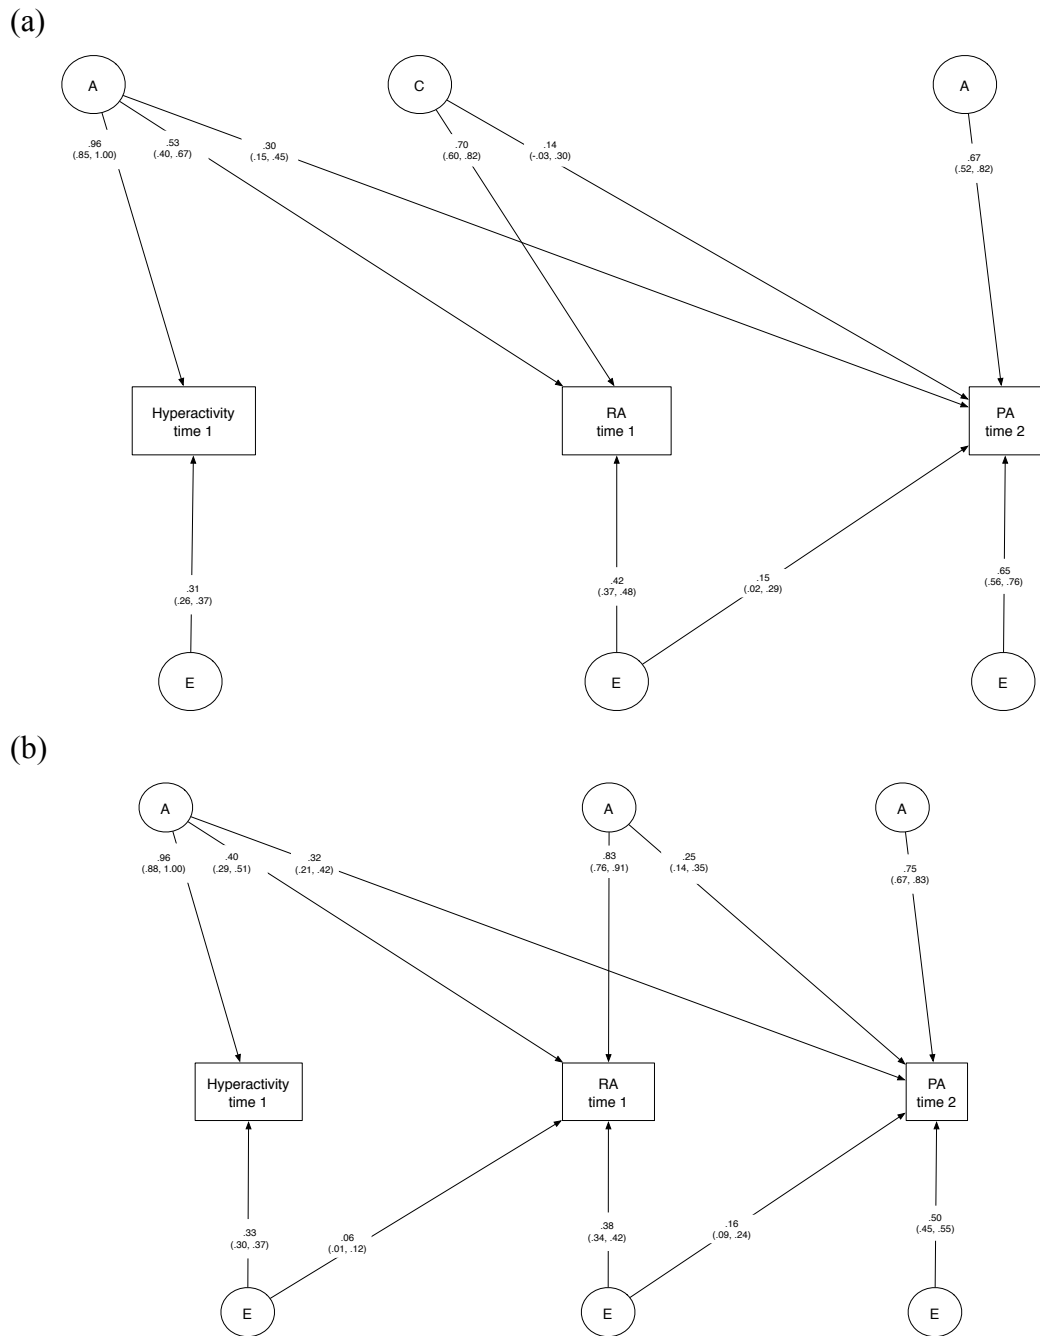 (a)
A
C
A
.96
(.85, 1.00)
.53
(.40, .67)
.30
(.15, .45)
.70
(.60, .82)
.14
(-.03, .30)
.67
(.52, .82)
Hyperactivity
time 1
RA
time 1
PA
time 2
.31
(.26, .37)
.42
(.37, .48)
.15
(.02, .29)
.65
(.56, .76)
E
E
E
(b)
A
A
A
.96
(.88, 1.00)
.40
(.29, .51)
.32
(.21, .42)
.83
(.76, .91)
.25
(.14, .35)
.75
(.67, .83)
Hyperactivity
time 1
RA
time 1
PA
time 2
.33
(.30, .37)
.06
(.01, .12)
.38
(.34, .42)
.16
(.09, .24)
.50
(.45, .55)
E
E
E